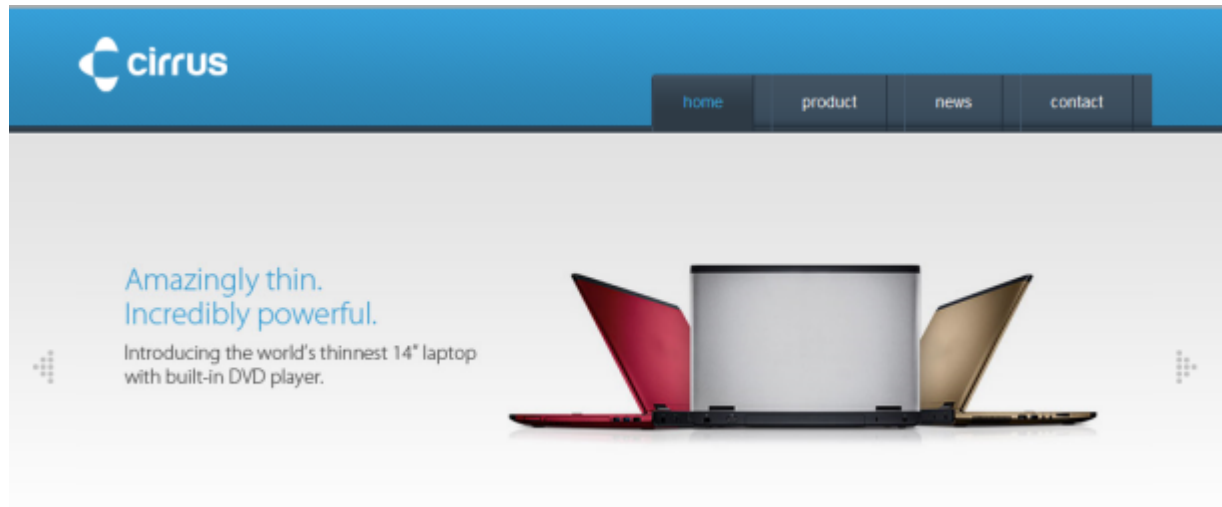 cirrus
home product news contact
Amazingly thin.
Incredibly powerful.
Introducing the world's thinnest 14" laptop
with built-in DVD player.